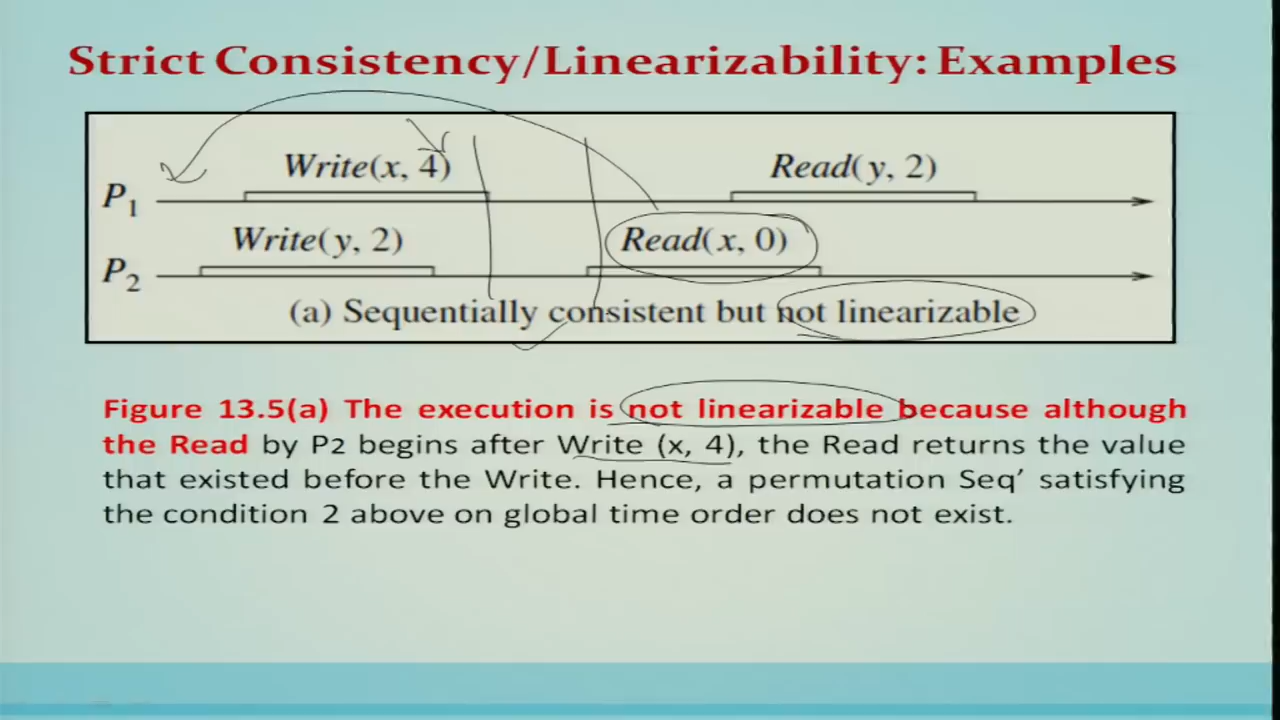 Strict Consistency/Linearizability: Examples
Write(x, 4) Read(y, 2)
P1
Write(y, 2) Read(x, 0)
P2
(a) Sequentially consistent but not linearizable
Figure 13.5(a) The execution is not linearizable because although
the Read by P2 begins after Write (x, 4), the Read returns the value
that existed before the Write. Hence, a permutation Seq’ satisfying
the condition 2 above on global time order does not exist.